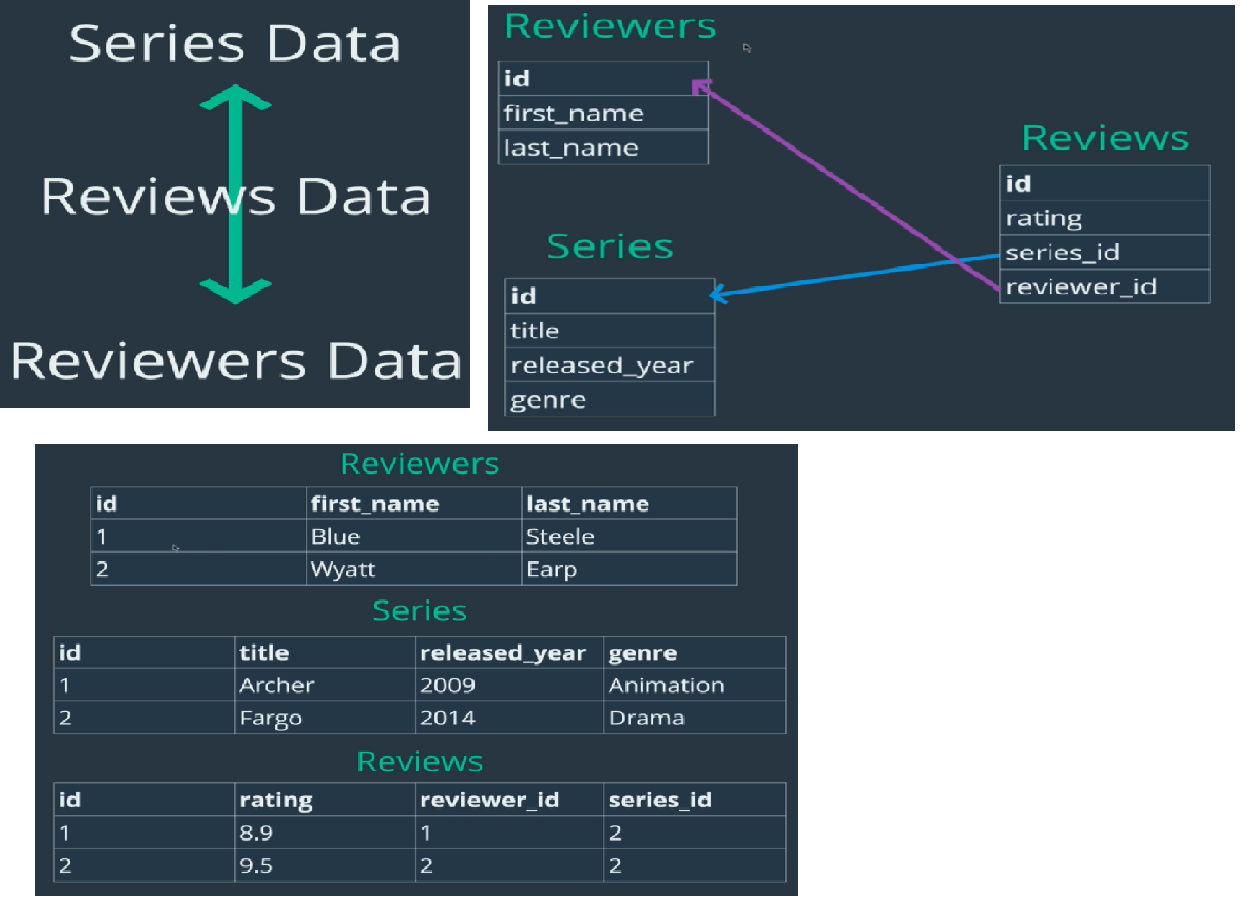 Series Data
Reviews Data
Reviewers Data
Reviewers
id
first_name
last_name
Series
id
title
released_year
genre
Reviews
id
rating
series_id
reviewer_id
Reviewers
id first_name last_name
1 Blue Steele
2 Wyatt Earp
Series
id title released_year genre
1 Archer 2009 Animation
2 Fargo 2014 Drama
Reviews
id rating reviewer_id series_id
1 8.9 1 2
2 9.5 2 2